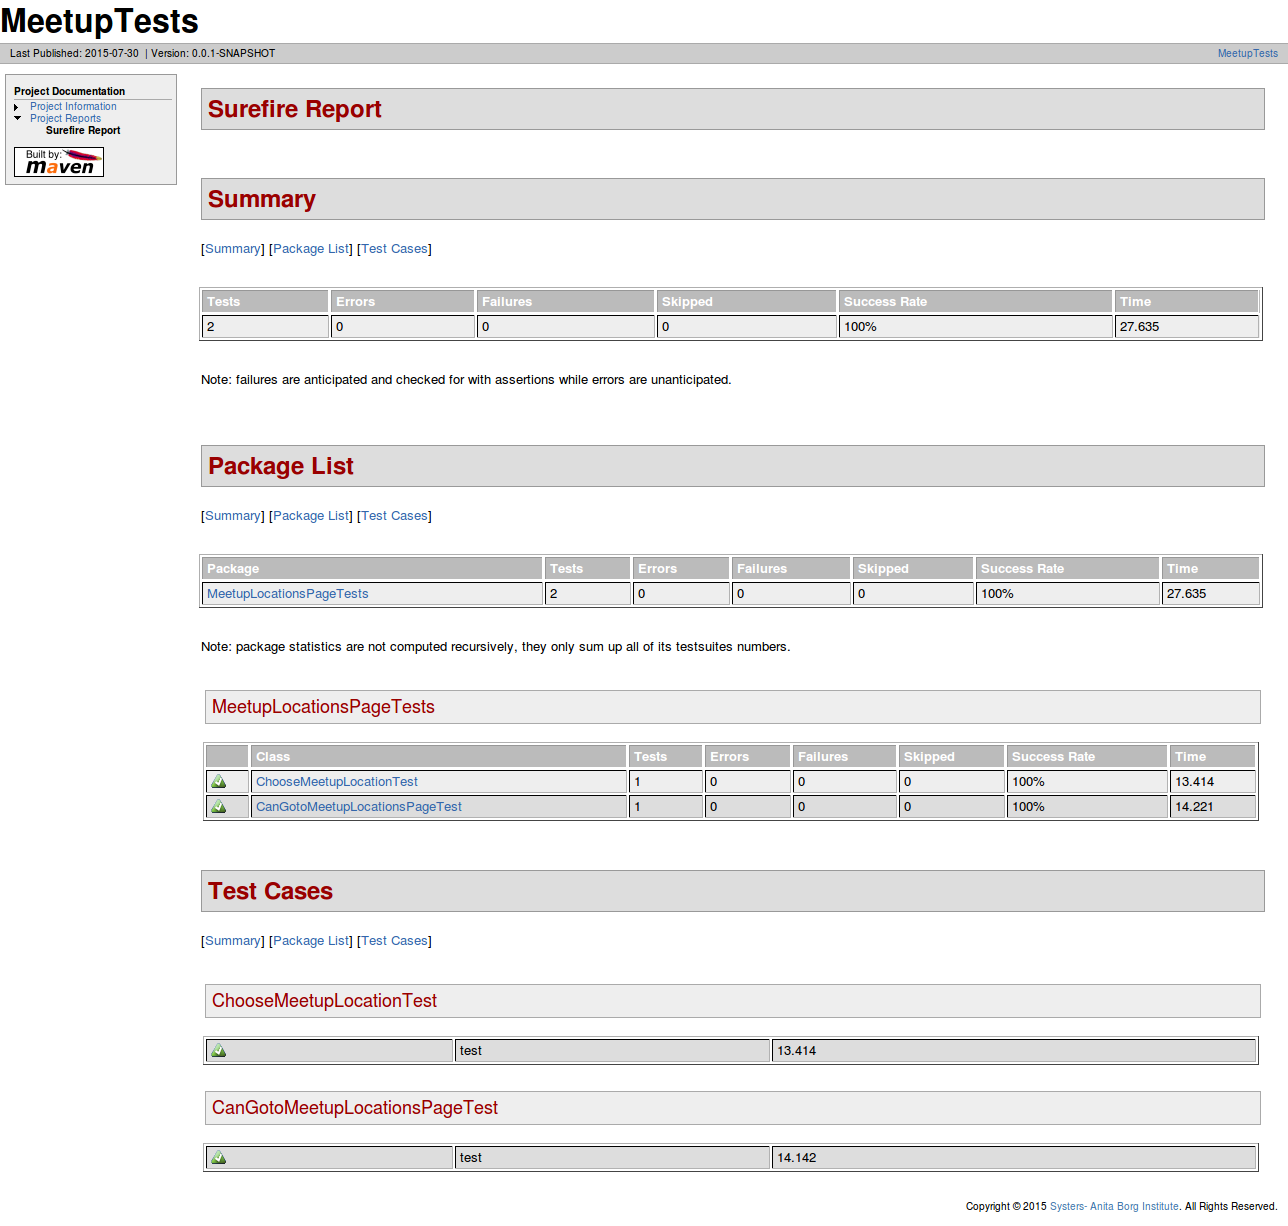 MeetupTests
Last Published: 2015-07-30 | Version: 0.0.1-SNAPSHOT MeetupTests
Project Documentation
Project Information
Project Reports
Surefire Report
Built by:
maven
Surefire Report
Summary
[Summary] [Package List] [Test Cases]
Tests Errors Failures Skipped Success Rate Time
2 0 0 0 100% 27.635
Note: failures are anticipated and checked for with assertions while errors are unanticipated.
Package List
[Summary] [Package List] [Test Cases]
Package Tests Errors Failures Skipped Success Rate Time
MeetupLocationsPageTests 2 0 0 0 100% 27.635
Note: package statistics are not computed recursively, they only sum up all of its testsuites numbers.
MeetupLocationsPageTests
Class Tests Errors Failures Skipped Success Rate Time
ChooseMeetupLocationTest 1 0 0 0 100% 13.414
CanGotoMeetupLocationsPageTest 1 0 0 0 100% 14.221
Test Cases
[Summary] [Package List] [Test Cases]
ChooseMeetupLocationTest
test 13.414
CanGotoMeetupLocationsPageTest
test 14.142
Copyright © 2015 Systers- Anita Borg Institute. All Rights Reserved.